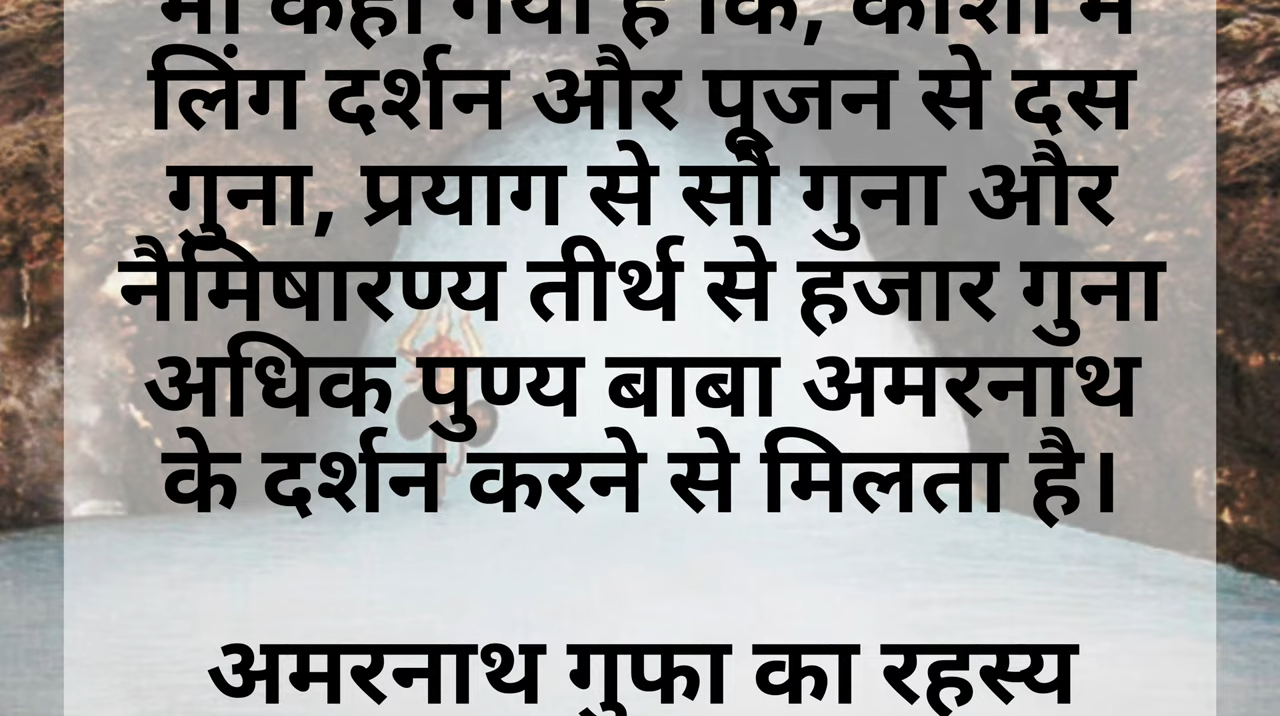 भी कहा गया है कि, काशी में
लिंग दर्शन और पूजन से दस
गुना, प्रयाग से सौ गुना और
नैमिषारण्य तीर्थ से हजार गुना
अधिक पुण्य बाबा अमरनाथ
के दर्शन करने से मिलता है।
अमरनाथ गुफा का रहस्य